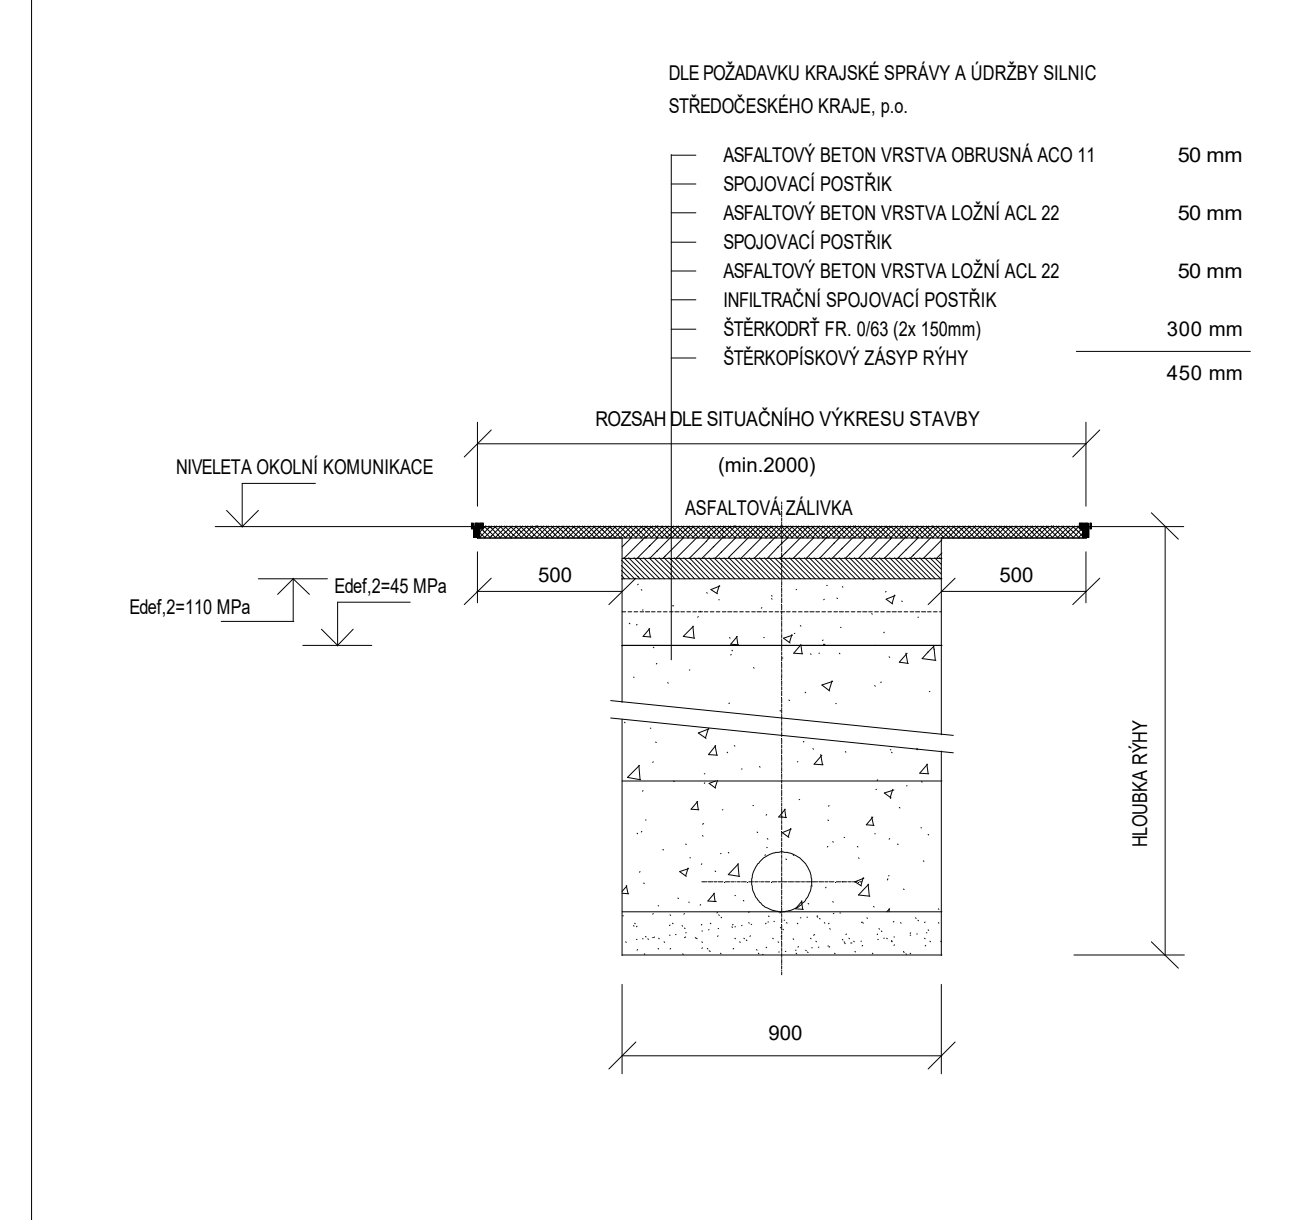 DLE POŽADAVKU KRAJSKÉ SPRÁVY A ÚDRŽBY SILNIC
STŘEDOČESKÉHO KRAJE, p.o.
ASFALTOVÝ BETON VRSTVA OBRUSNÁ ACO 11 50 mm
SPOJOVACÍ POSTŘIK
ASFALTOVÝ BETON VRSTVA LOŽNÍ ACL 22 50 mm
SPOJOVACÍ POSTŘIK
ASFALTOVÝ BETON VRSTVA LOŽNÍ ACL 22 50 mm
INFILTRAČNÍ SPOJOVACÍ POSTŘIK
ŠTĚRKODRŤ FR. 0/63 (2x 150mm) 300 mm
ŠTĚRKOPÍSKOVÝ ZÁSYP RÝHY
450 mm
ROZSAH DLE SITUAČNÍHO VÝKRESU STAVBY
(min.2000)
NIVELETA OKOLNÍ KOMUNIKACE
ASFALTOVÁ ZÁLIVKA
500
500
Edef,2=45 MPa
Edef,2=110 MPa
HLOUBKA RÝHY
900